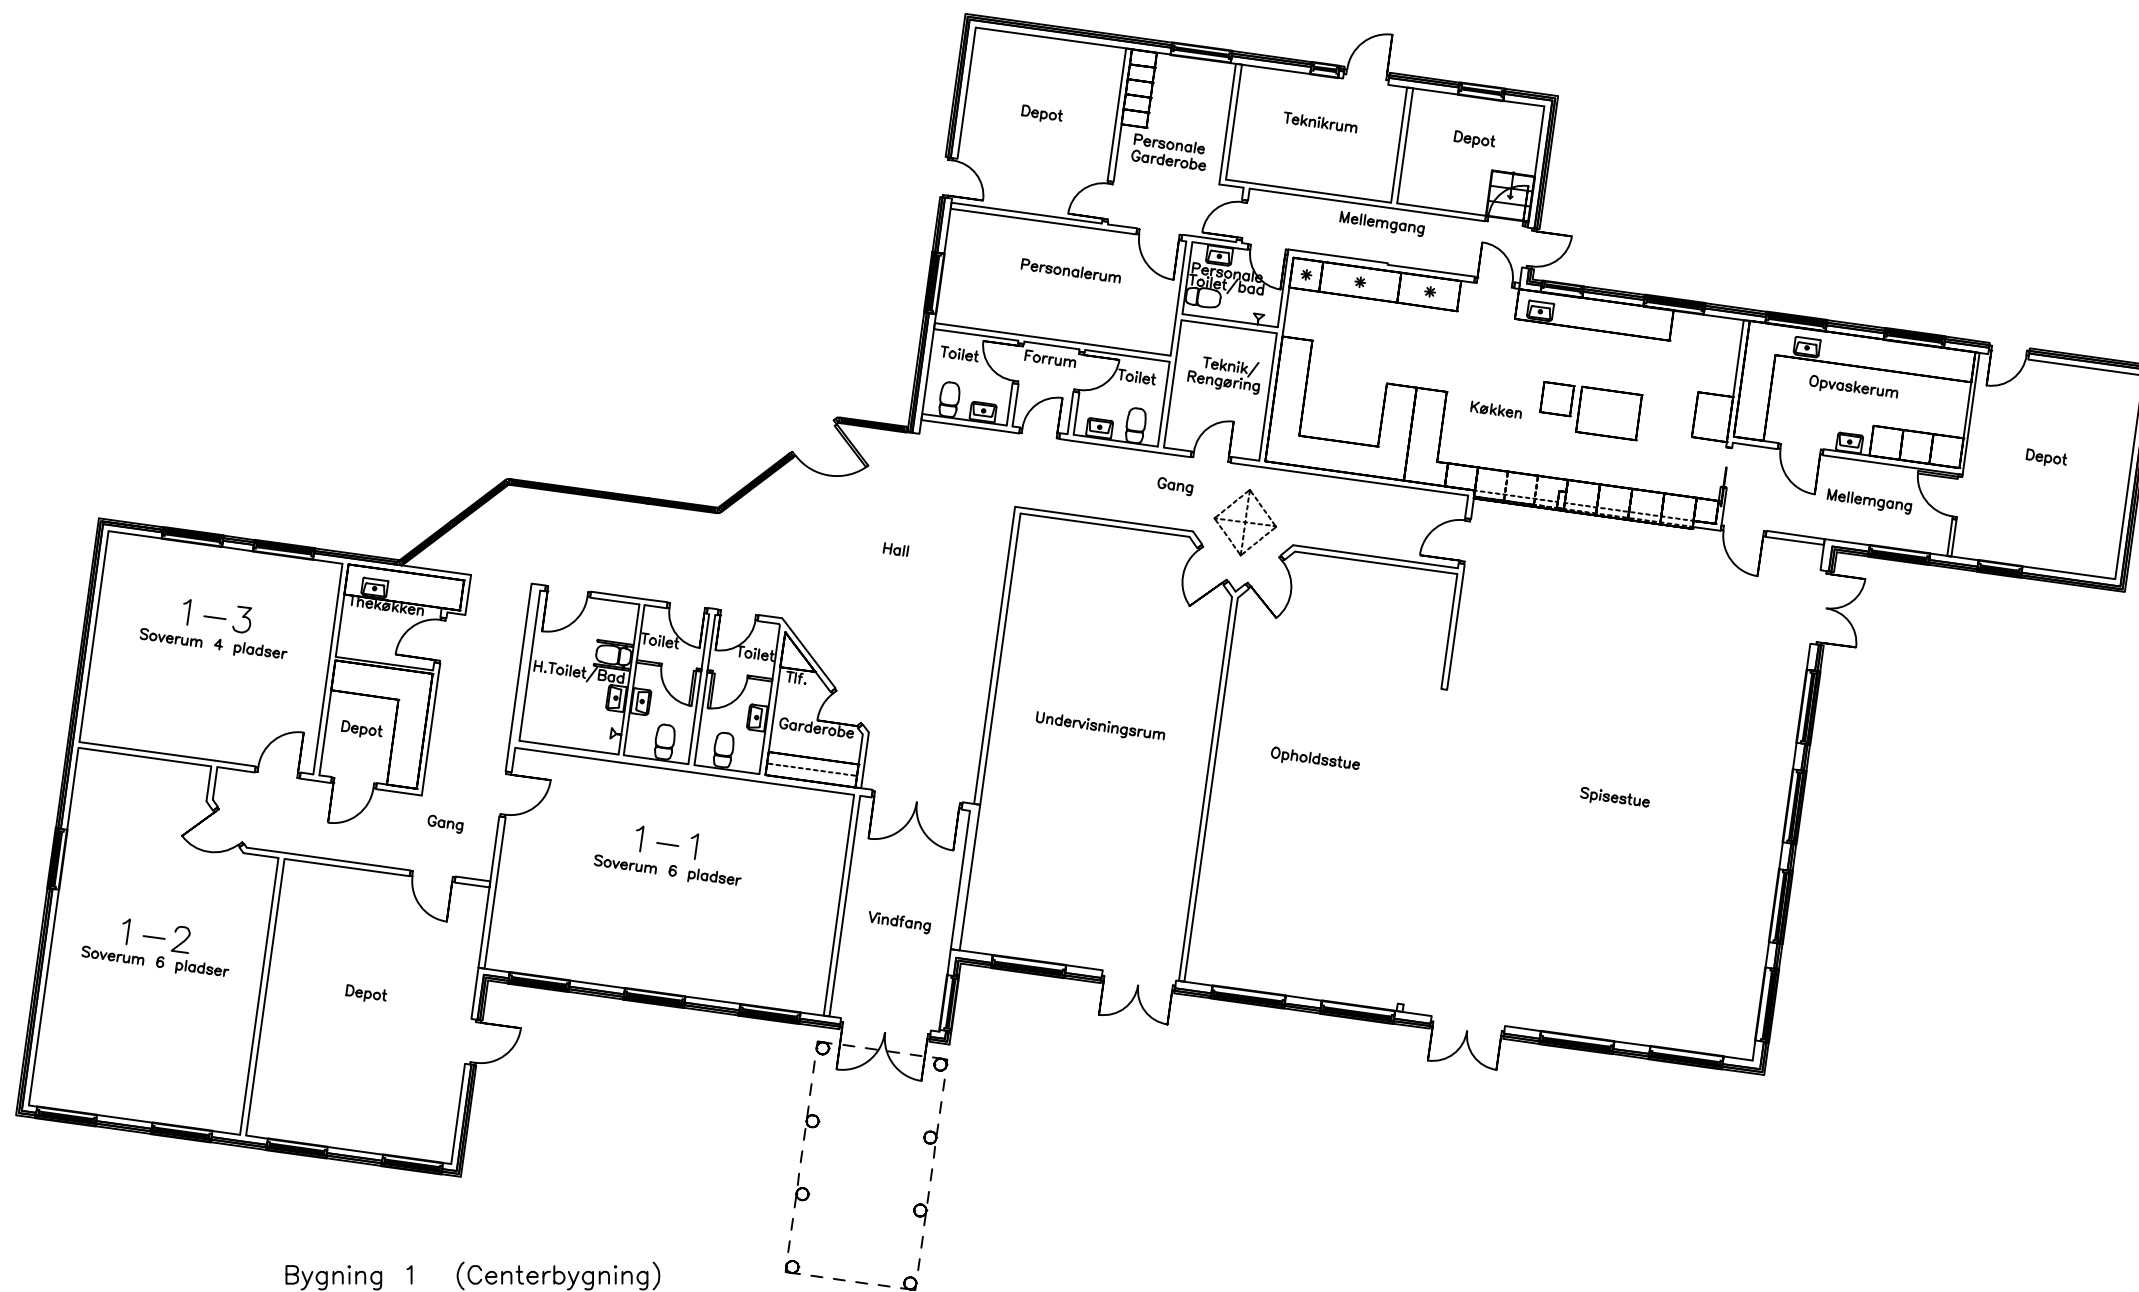 Depot
Personale
Garderobe
Teknikrum
Depot
Mellemgang
Personalerum
Personale
Toilet/bad
Toilet
Forrum
Toilet
Teknik/
Rengøring
Køkken
Opvaskerum
Depot
Mellemgang
Gang
Hall
1-3
Soverum 4 pladser
Thekøkken
H.Toilet/Bad
Toilet
Toilet
Tlf.
Garderobe
Depot
Undervisningsrum
Opholdsstue
Spisestue
Gang
1-1
Soverum 6 pladser
Vindfang
1-2
Soverum 6 pladser
Depot
Bygning 1 (Centerbygning)